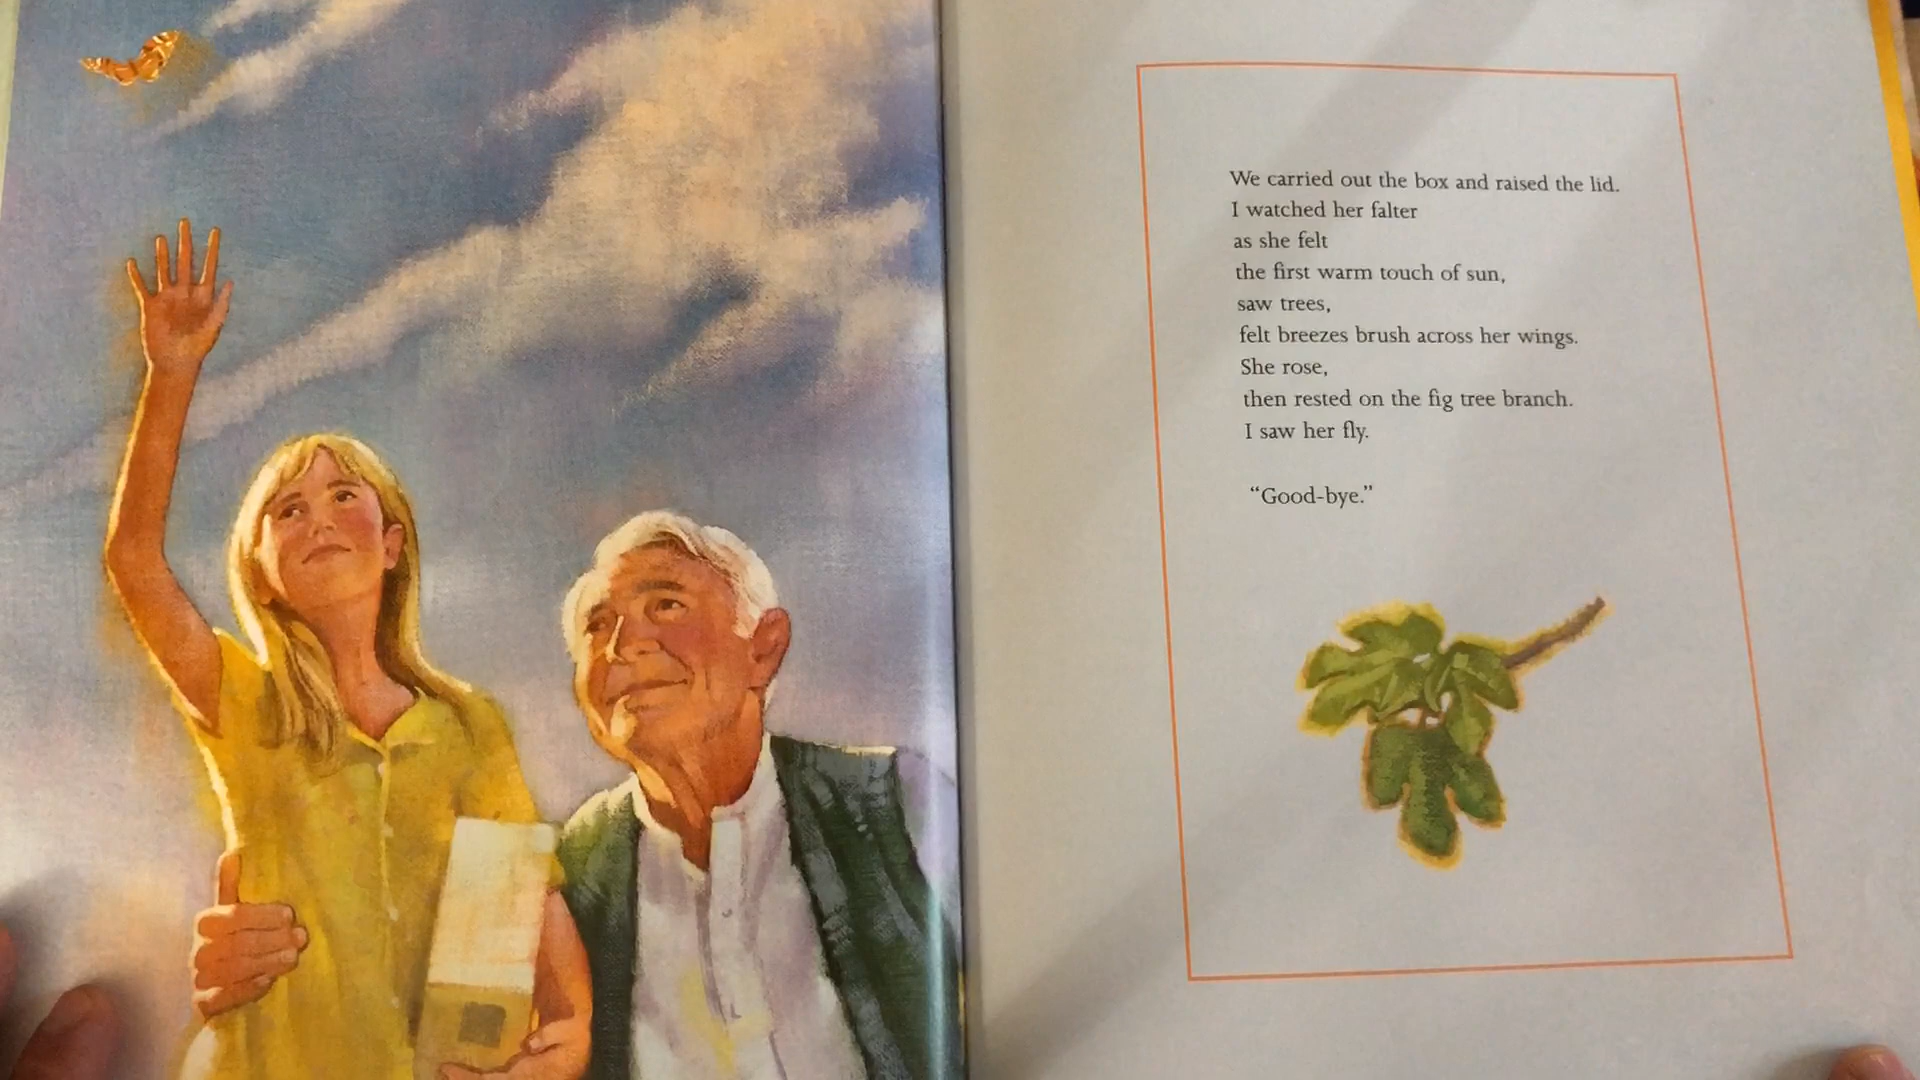 We carried out the box and raised the lid.
I watched her falter
as she felt
the first warm touch of sun,
saw trees,
felt breezes brush across her wings.
She rose,
then rested on the fig tree branch.
I saw her fly.
“Good-bye.”